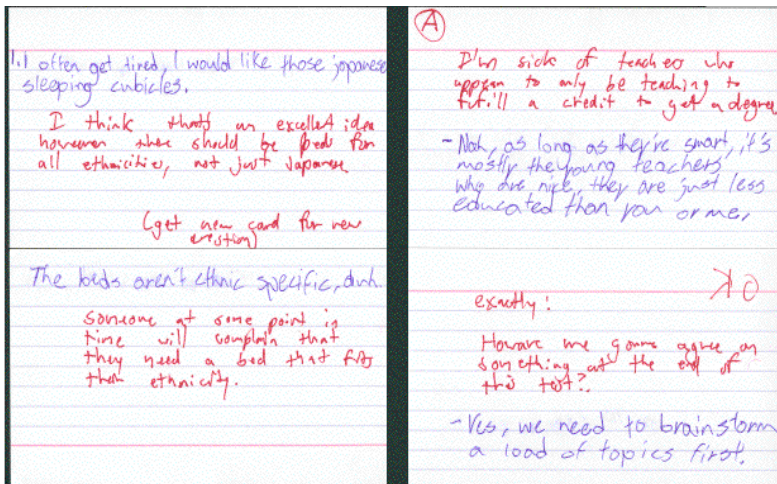 1.) I often get tired, I would like those japanese
sleeping cubicles.
I think that's an excellent idea
however there should be beds for
all ethnicities, not just Japanese
(get new card for new
question)
The beds aren't ethnic specific, duh.
someone at some point in
time will complain that
they need a bed that fits
their ethnicity.
A
I'm sick of teachers who
appear to only be teaching to
fufill a credit to get a degree
- Nah, as long as they're smart, it's
mostly the young teachers
who are nice, they are just less
educated than you or me,
OK
exactly!
How are we gonna agree on
something at the end of
this test?
- Yes, we need to brainstorm
a load of topics first.